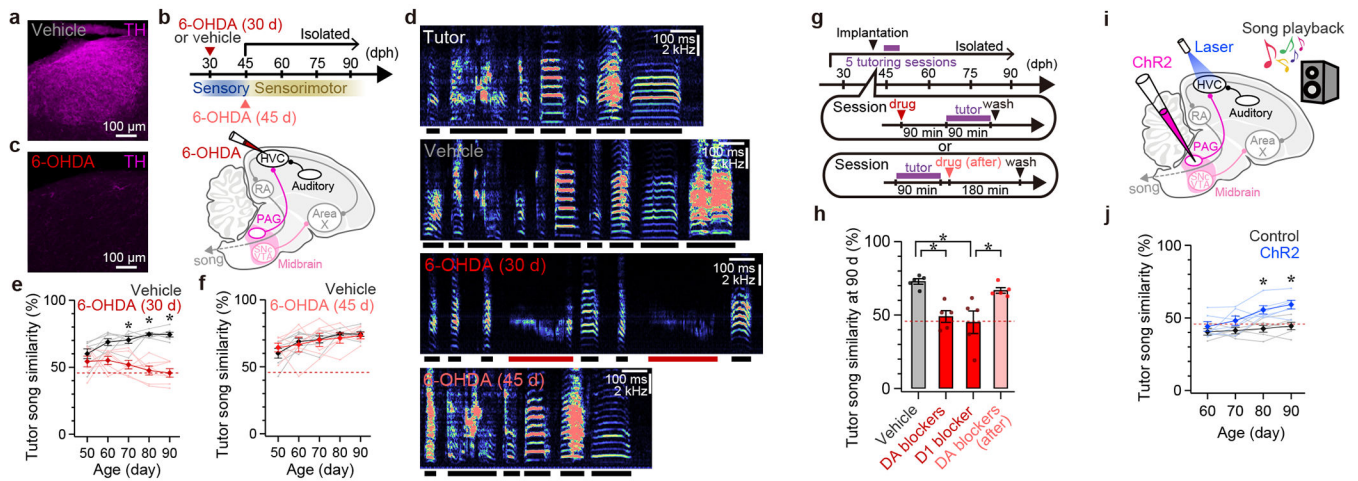 a
Vehicle
TH
100 µm
b
6-OHDA (30 d)
or vehicle
Isolated
(dph)
30
45
60
75
90
Sensory
Sensorimotor
6-OHDA (45 d)
6-OHDA
HVC
Auditory
RA
Area
X
PAG
SNc
VTA
song
Midbrain
c
6-OHDA
TH
100 µm
d
Tutor
100 ms
2 kHz
Vehicle
100 ms
2 kHz
6-OHDA (30 d)
100 ms
2 kHz
6-OHDA (45 d)
100 ms
2 kHz
e
Vehicle
6-OHDA (30 d)
Tutor song similarity (%)
100
50
0
* * *
50 60 70 80 90
Age (day)
f
Vehicle
6-OHDA (45 d)
Tutor song similarity (%)
100
50
0
50 60 70 80 90
Age (day)
g
Implantation
Isolated
5 tutoring sessions
(dph)
30
45
60
75
90
Session
drug
tutor
wash
90 min
90 min
or
Session
tutor
drug (after)
wash
90 min
180 min
h
Tutor song similarity at 90 d (%)
100
50
0
*
*
*
*
Vehicle
DA blockers
D1 blocker
DA blockers
(after)
i
Song playback
Laser
ChR2
HVC
Auditory
RA
Area
X
PAG
SNc
VTA
song
Midbrain
j
Control
ChR2
Tutor song similarity (%)
100
50
0
* *
60 70 80 90
Age (day)